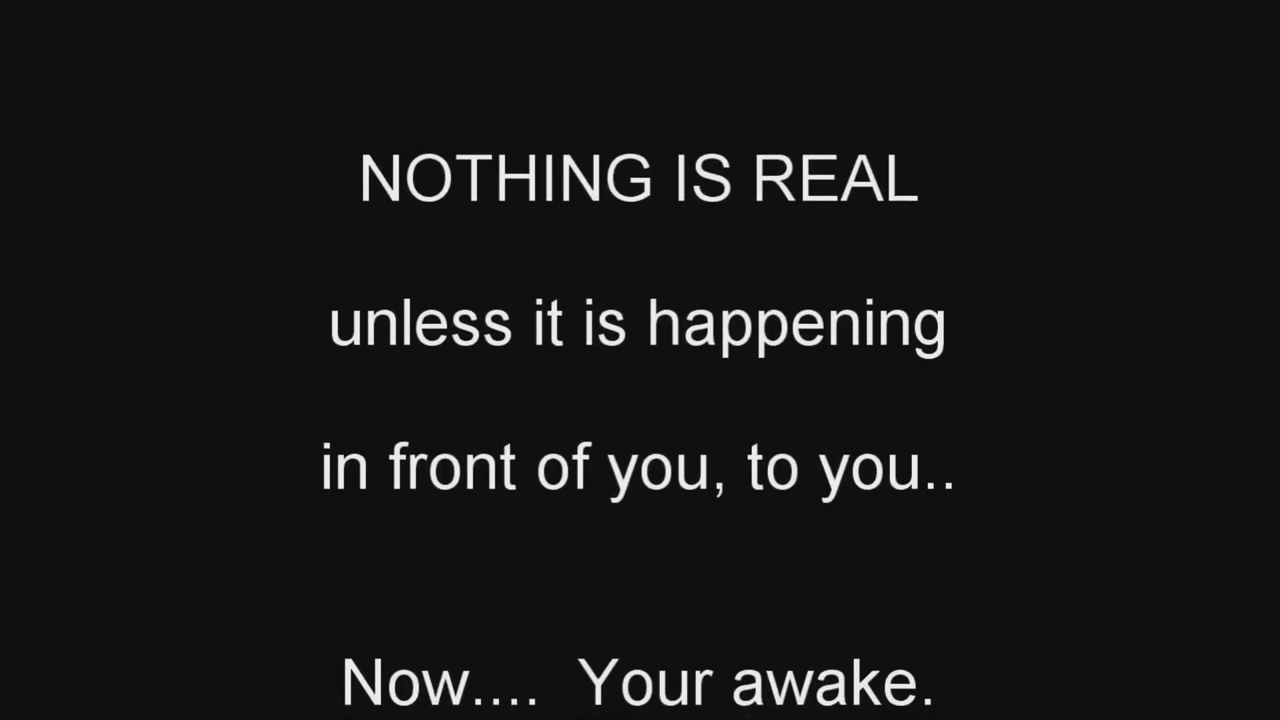 NOTHING IS REAL
unless it is happening
in front of you, to you..
Now....  Your awake.